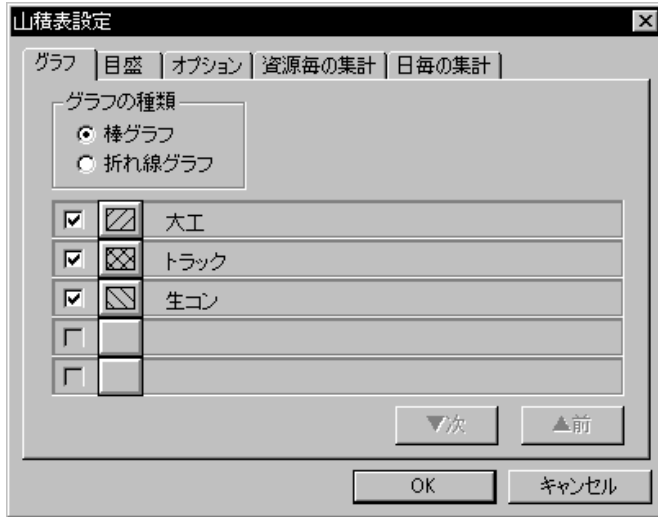 山積表設定
グラフ 目盛 オプション 資源毎の集計 日毎の集計
グラフの種類
棒グラフ
折れ線グラフ
大工
トラック
生コン
▼次 ▲前
OK キャンセル